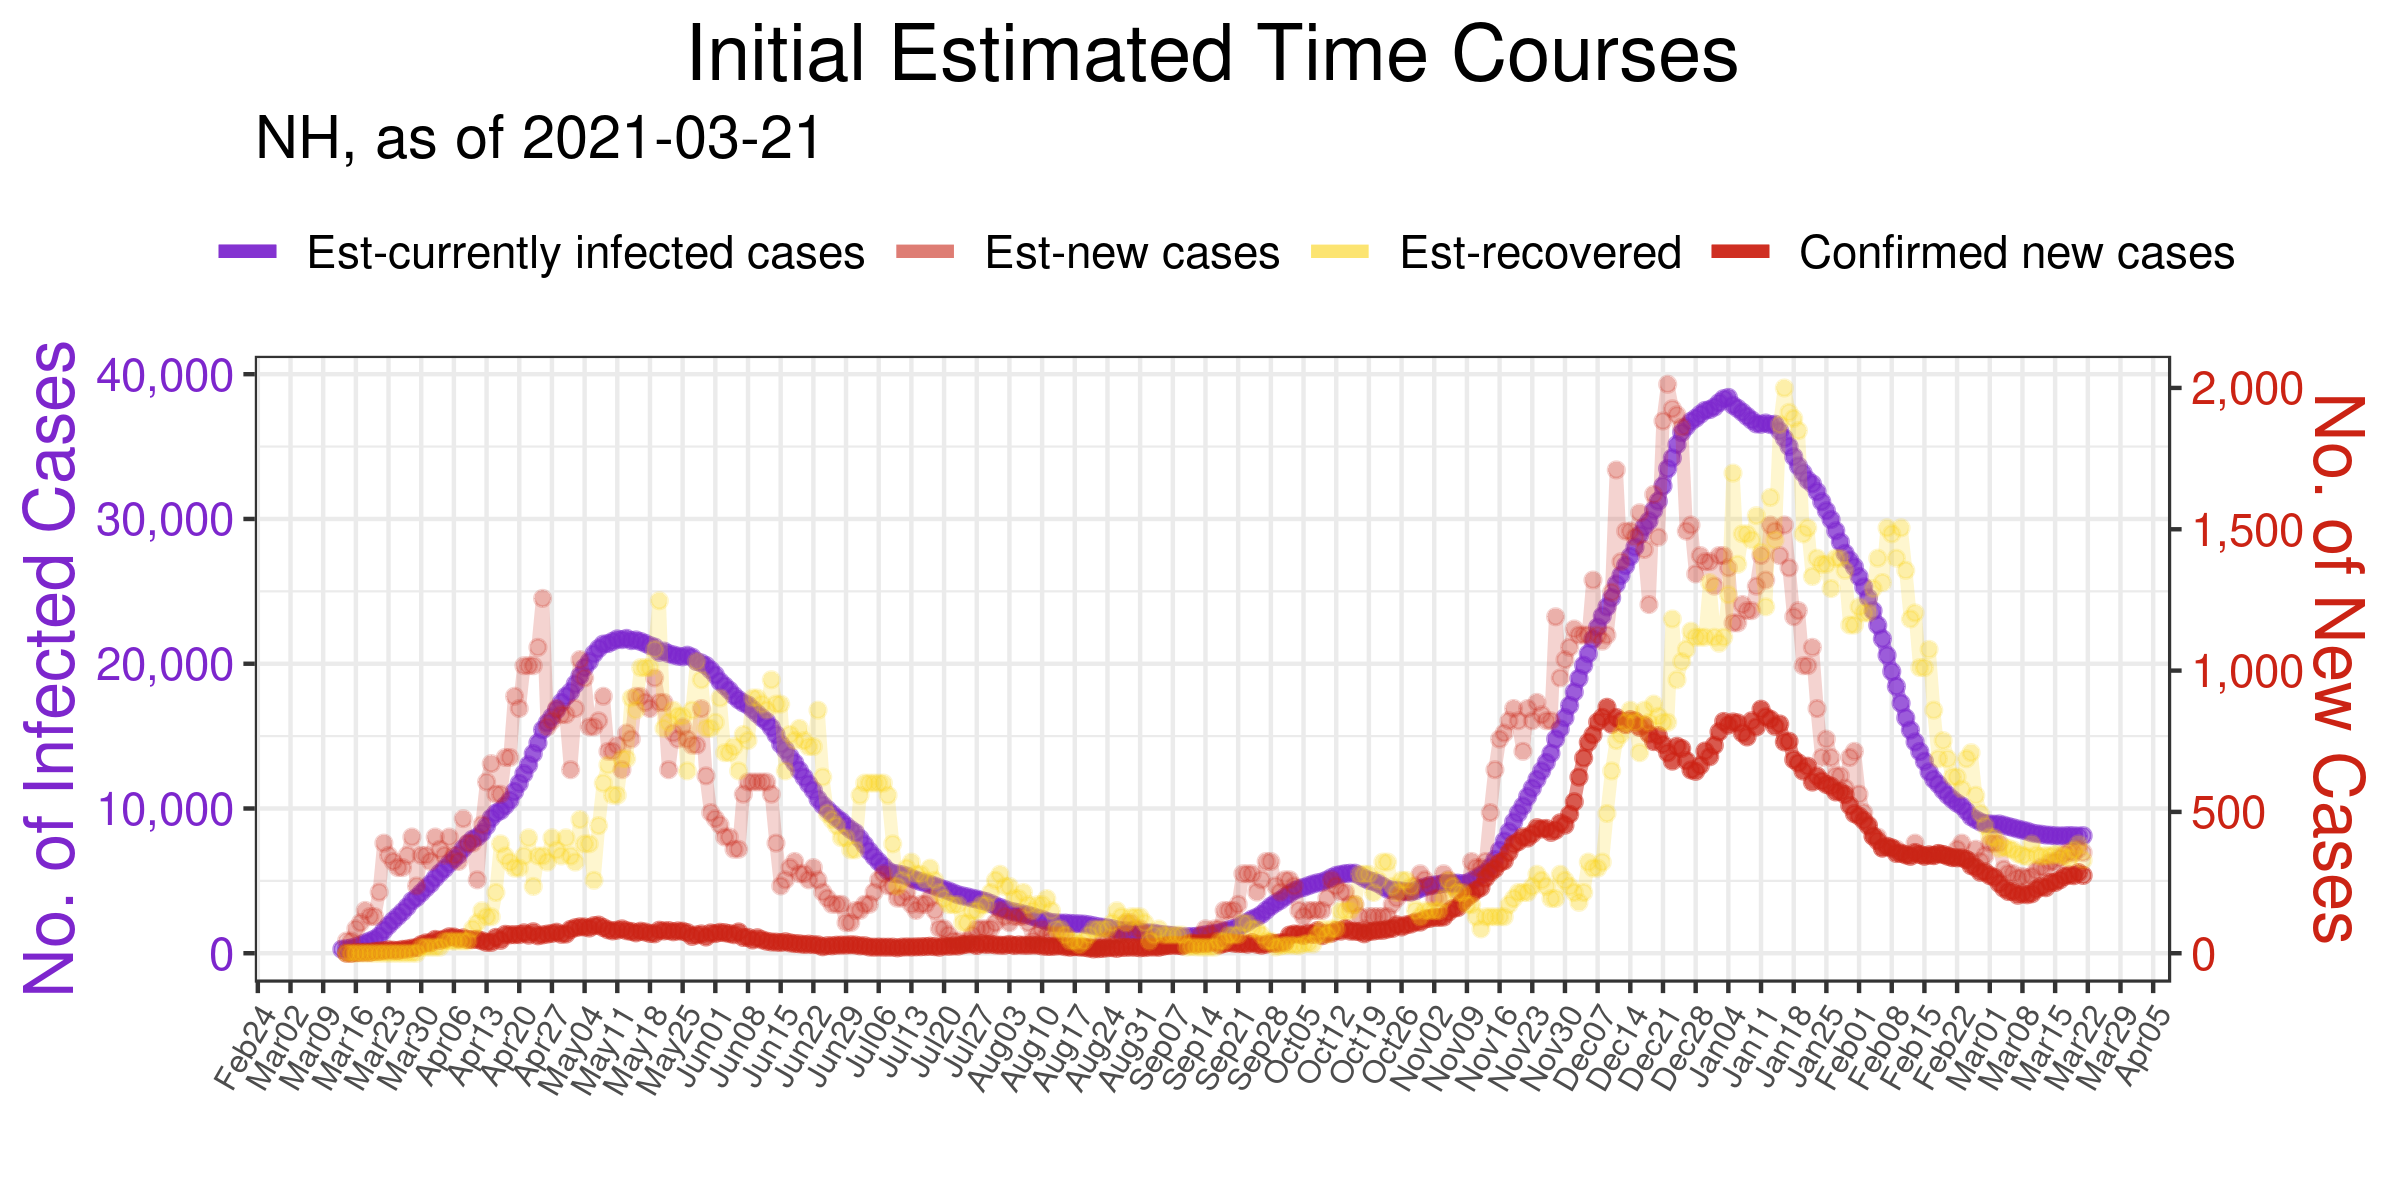 Initial Estimated Time Courses
NH, as of 2021-03-21
Est-currently infected cases
Est-new cases
Est-recovered
Confirmed new cases
No. of Infected Cases
40,000
30,000
20,000
10,000
0
2,000
1,500
1,000
500
0
No. of New Cases
Feb24
Mar02
Mar09
Mar16
Mar23
Mar30
Apr06
Apr13
Apr20
Apr27
May04
May11
May18
May25
Jun01
Jun08
Jun15
Jun22
Jun29
Jul06
Jul13
Jul20
Jul27
Aug03
Aug10
Aug17
Aug24
Aug31
Sep07
Sep14
Sep21
Sep28
Oct05
Oct12
Oct19
Oct26
Nov02
Nov09
Nov16
Nov23
Nov30
Dec07
Dec14
Dec21
Dec28
Jan04
Jan11
Jan18
Jan25
Feb01
Feb08
Feb15
Feb22
Mar01
Mar08
Mar15
Mar22
Mar29
Apr05